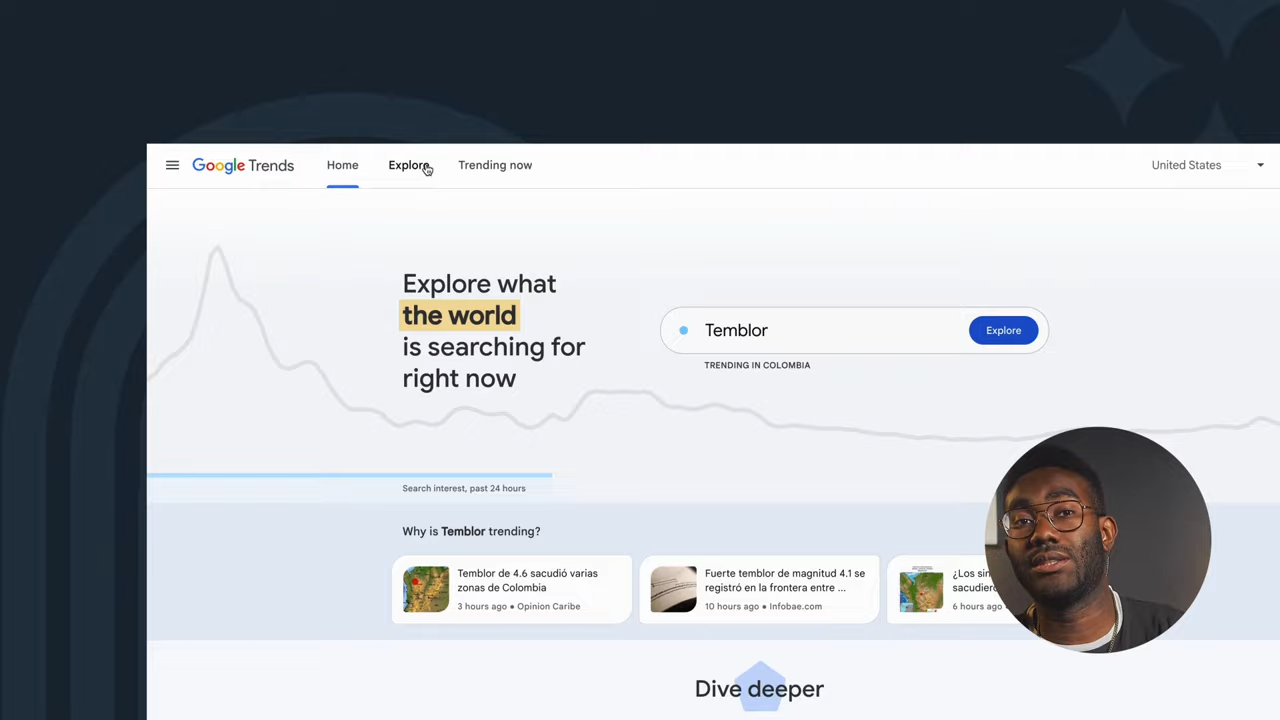 Google Trends
Home
Explore
Trending now
United States
Explore what
the world
is searching for
right now
Temblor
Explore
TRENDING IN COLOMBIA
Search interest, past 24 hours
Why is Temblor trending?
Temblor de 4.6 sacudió varias
zonas de Colombia
3 hours ago • Opinion Caribe
Fuerte temblor de magnitud 4.1 se
registró en la frontera entre ...
10 hours ago • Infobae.com
¿Los
sacudier
6 hours ago
Dive deeper